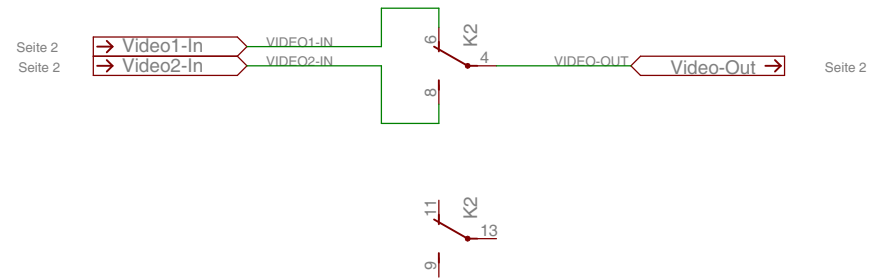 Seite 2 Video1-In VIDEO1-IN
Seite 2 Video2-In VIDEO2-IN
6 K2
4
8
VIDEO-OUT Video-Out Seite 2
11 K2
13
9